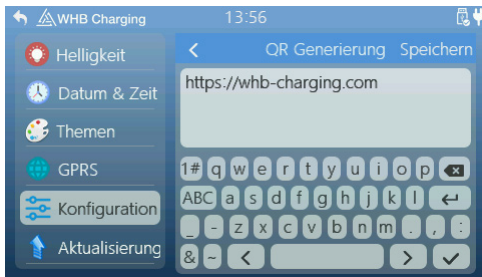 WHB Charging 13:56
Helligkeit
Datum & Zeit
Themen
GPRS
Konfiguration
Aktualisierung
< QR Generierung Speichern
https://whb-charging.com
1# q w e r t y u i o p
ABC a s d f g h j k l
_ - z x c v b n m . , :
& ~ < >